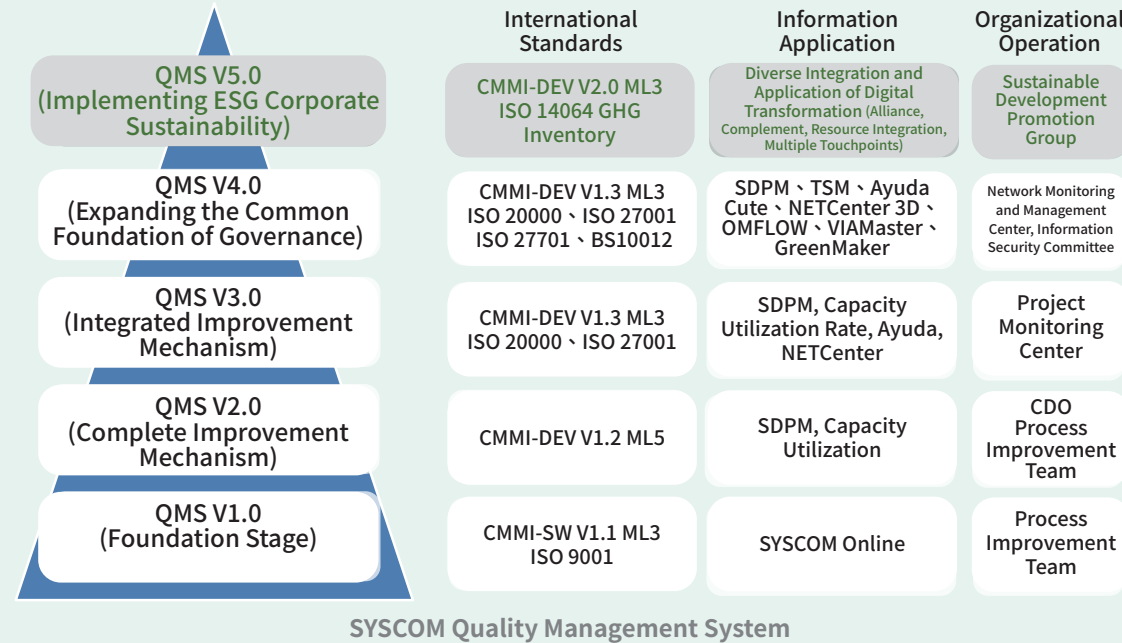 International
Standards
Information
Application
Organizational
Operation
QMS V5.0
(Implementing ESG Corporate
Sustainability)
CMMI-DEV V2.0 ML3
ISO 14064 GHG
Inventory
Diverse Integration and
Application of Digital
Transformation (Alliance,
Complement, Resource Integration,
Multiple Touchpoints)
Sustainable
Development
Promotion
Group
QMS V4.0
(Expanding the Common
Foundation of Governance)
CMMI-DEV V1.3 ML3
ISO 20000、ISO 27001
ISO 27701、BS10012
SDPM、TSM、Ayuda
Cute、NETCenter 3D、
OMFLOW、VIAMaster、
GreenMaker
Network Monitoring
and Management
Center, Information
Security Committee
QMS V3.0
(Integrated Improvement
Mechanism)
CMMI-DEV V1.3 ML3
ISO 20000、ISO 27001
SDPM, Capacity
Utilization Rate, Ayuda,
NETCenter
Project
Monitoring
Center
QMS V2.0
(Complete Improvement
Mechanism)
CMMI-DEV V1.2 ML5
SDPM, Capacity
Utilization
CDO
Process
Improvement
Team
QMS V1.0
(Foundation Stage)
CMMI-SW V1.1 ML3
ISO 9001
SYSCOM Online
Process
Improvement
Team
SYSCOM Quality Management System